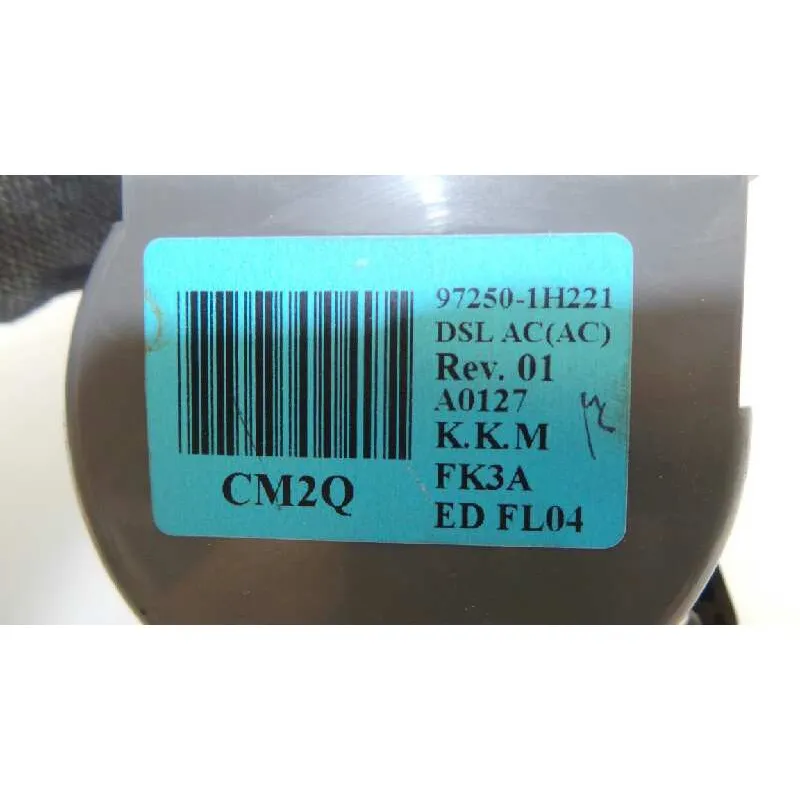 97250-1H221
DSL AC(AC)
Rev. 01
A0127
K.K.M
FK3A
ED FL04
CM2Q